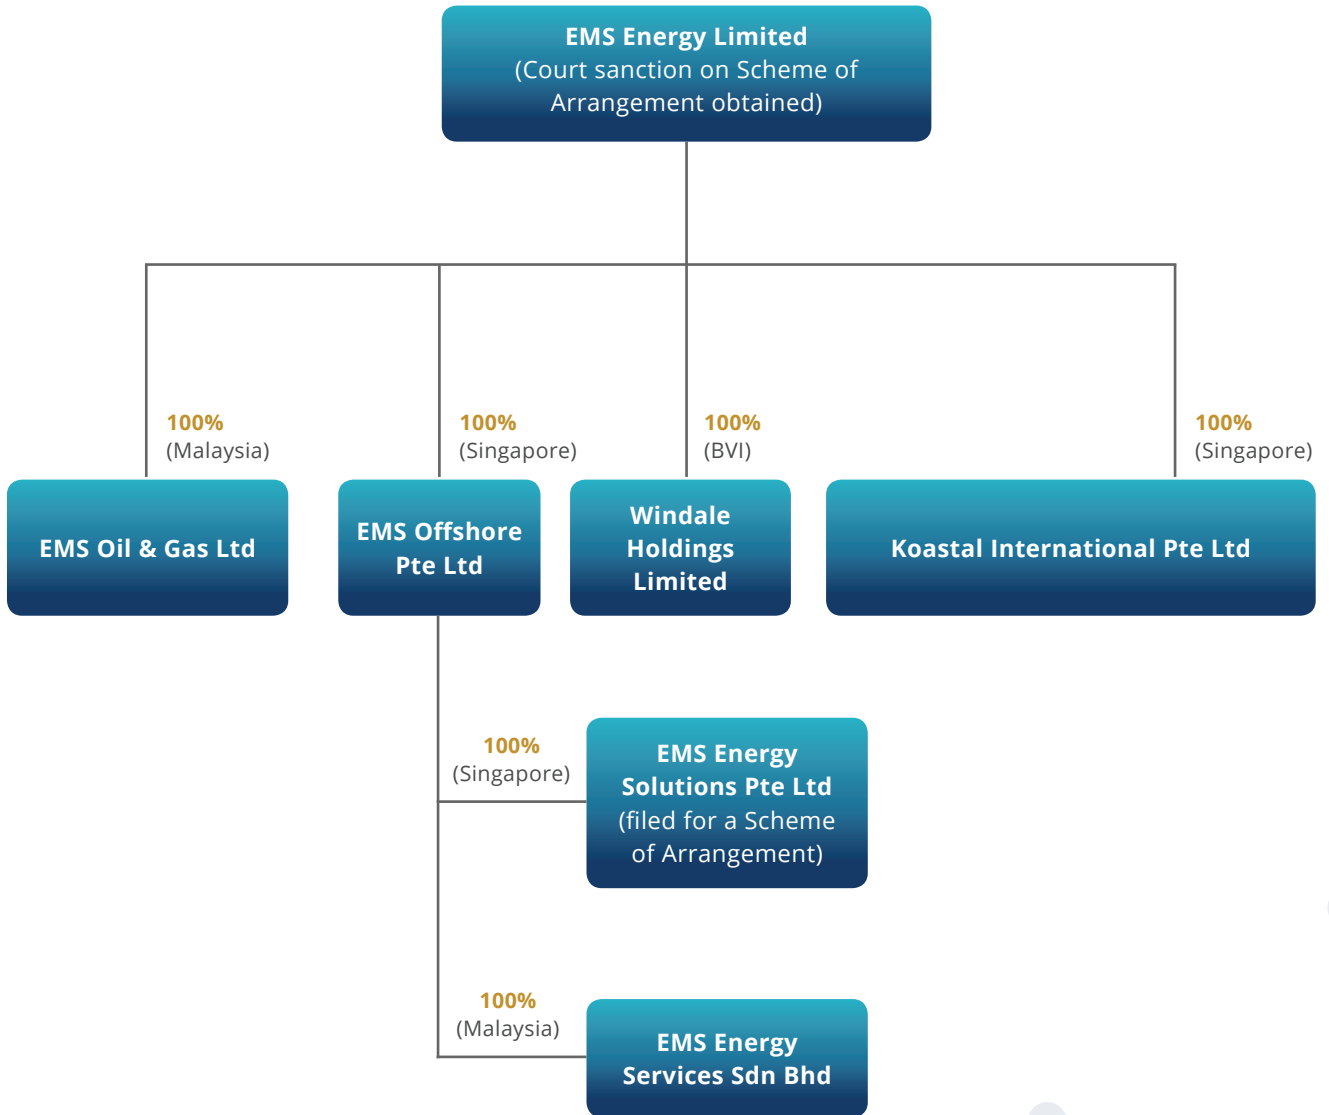 EMS Energy Limited
(Court sanction on Scheme of
Arrangement obtained)
100%
(Malaysia)
100%
(Singapore)
100%
(BVI)
100%
(Singapore)
EMS Oil & Gas Ltd
EMS Offshore
Pte Ltd
Windale
Holdings
Limited
Koastal International Pte Ltd
100%
(Singapore)
EMS Energy
Solutions Pte Ltd
(filed for a Scheme
of Arrangement)
100%
(Malaysia)
EMS Energy
Services Sdn Bhd